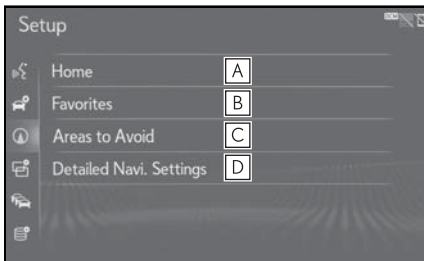 Setup
Home A
Favorites B
Areas to Avoid C
Detailed Navi. Settings D